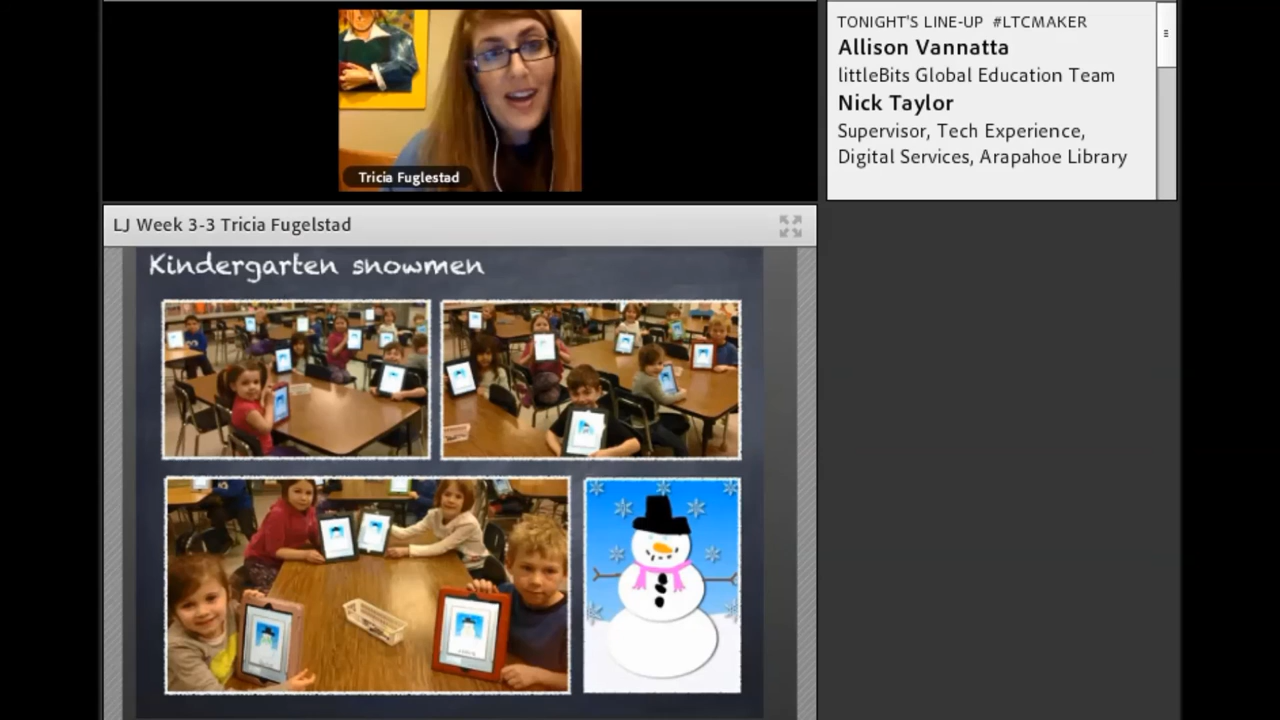 TONIGHT'S LINE-UP #LTCMAKER
Allison Vannatta
littleBits Global Education Team
Nick Taylor
Supervisor, Tech Experience,
Digital Services, Arapahoe Library
Tricia Fuglestad
LJ Week 3-3 Tricia Fugelstad
Kindergarten snowmen